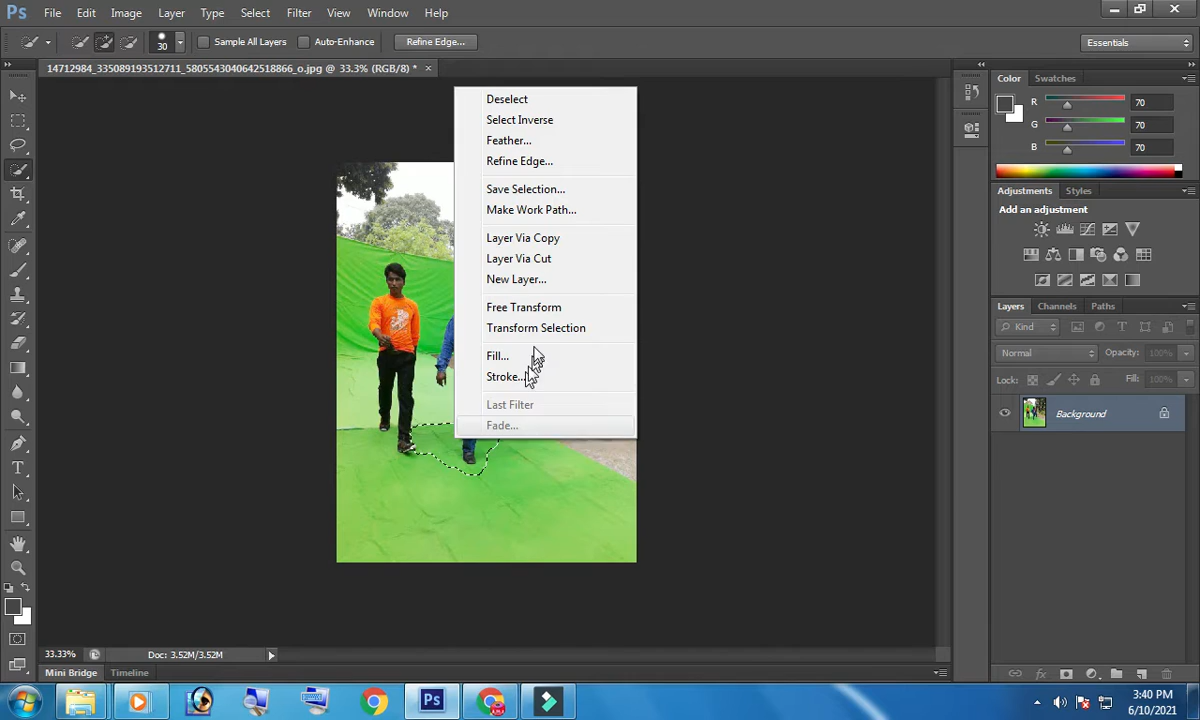 Ps File Edit Image Layer Type Select Filter View Window Help
30 Sample All Layers Auto-Enhance Refine Edge... Essentials
14712984_335089193512711_5805543040642518866_o.jpg @ 33.3% (RGB/8) * ×
Deselect
Select Inverse
Feather...
Refine Edge...
Save Selection...
Make Work Path...
Layer Via Copy
Layer Via Cut
New Layer...
Free Transform
Transform Selection
Fill...
Stroke...
Last Filter
Fade...
Color Swatches
R 70
G 70
B 70
Adjustments Styles
Add an adjustment
Layers Channels Paths
Kind
Normal Opacity: 100%
Lock: Fill: 100%
Background
33.33% Doc: 3.52M/3.52M
Mini Bridge Timeline
Ps
3:40 PM
6/10/2021